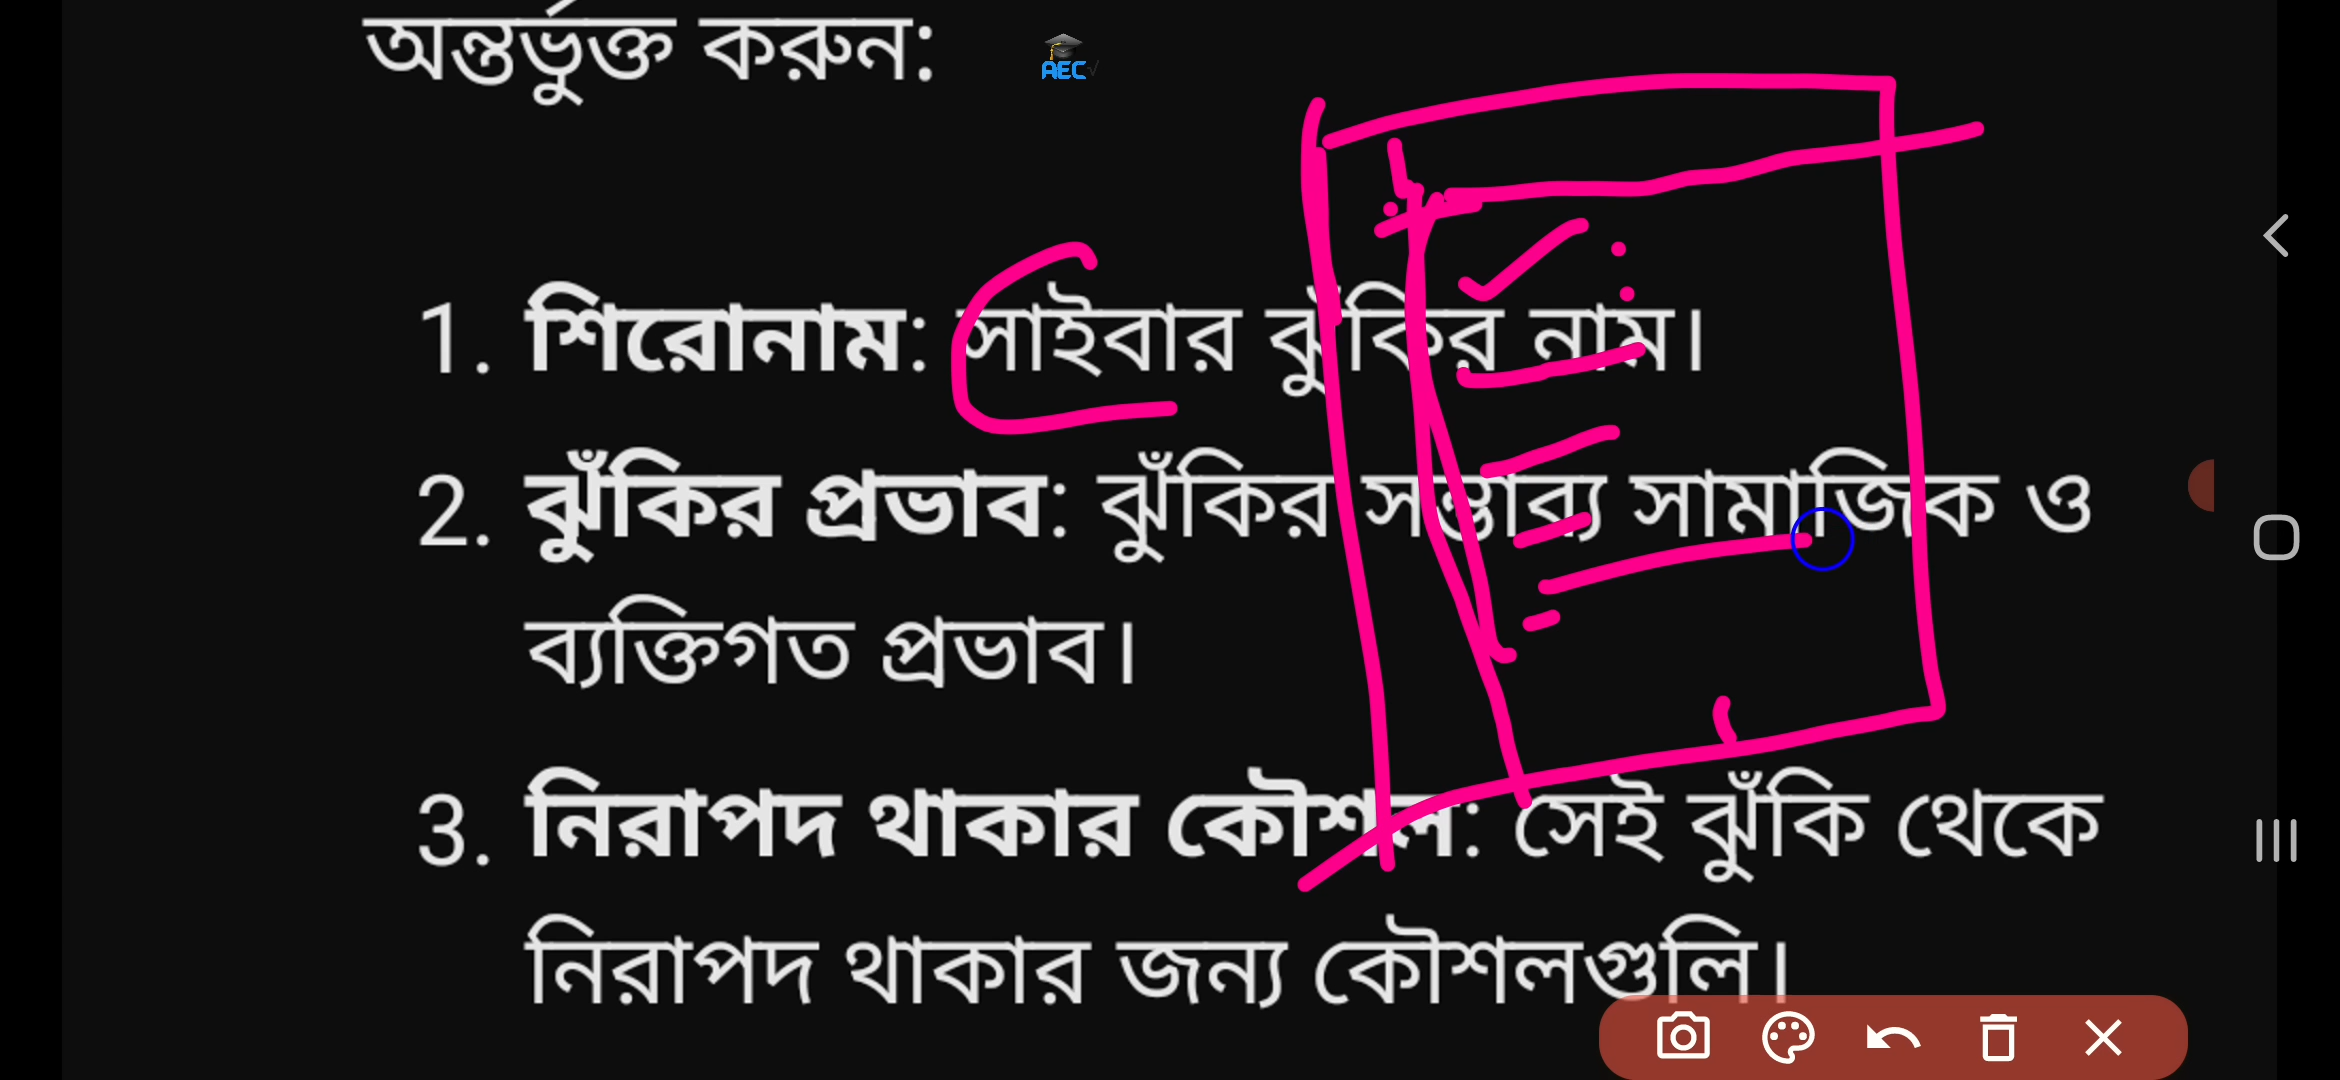 অন্তর্ভুক্ত করুন:
AEC
1. শিরোনাম: সাইবার ঝুঁকির নাম।
2. ঝুঁকির প্রভাব: ঝুঁকির সম্ভাব্য সামাজিক ও
ব্যক্তিগত প্রভাব।
3. নিরাপদ থাকার কৌশল: সেই ঝুঁকি থেকে
নিরাপদ থাকার জন্য কৌশলগুলি।